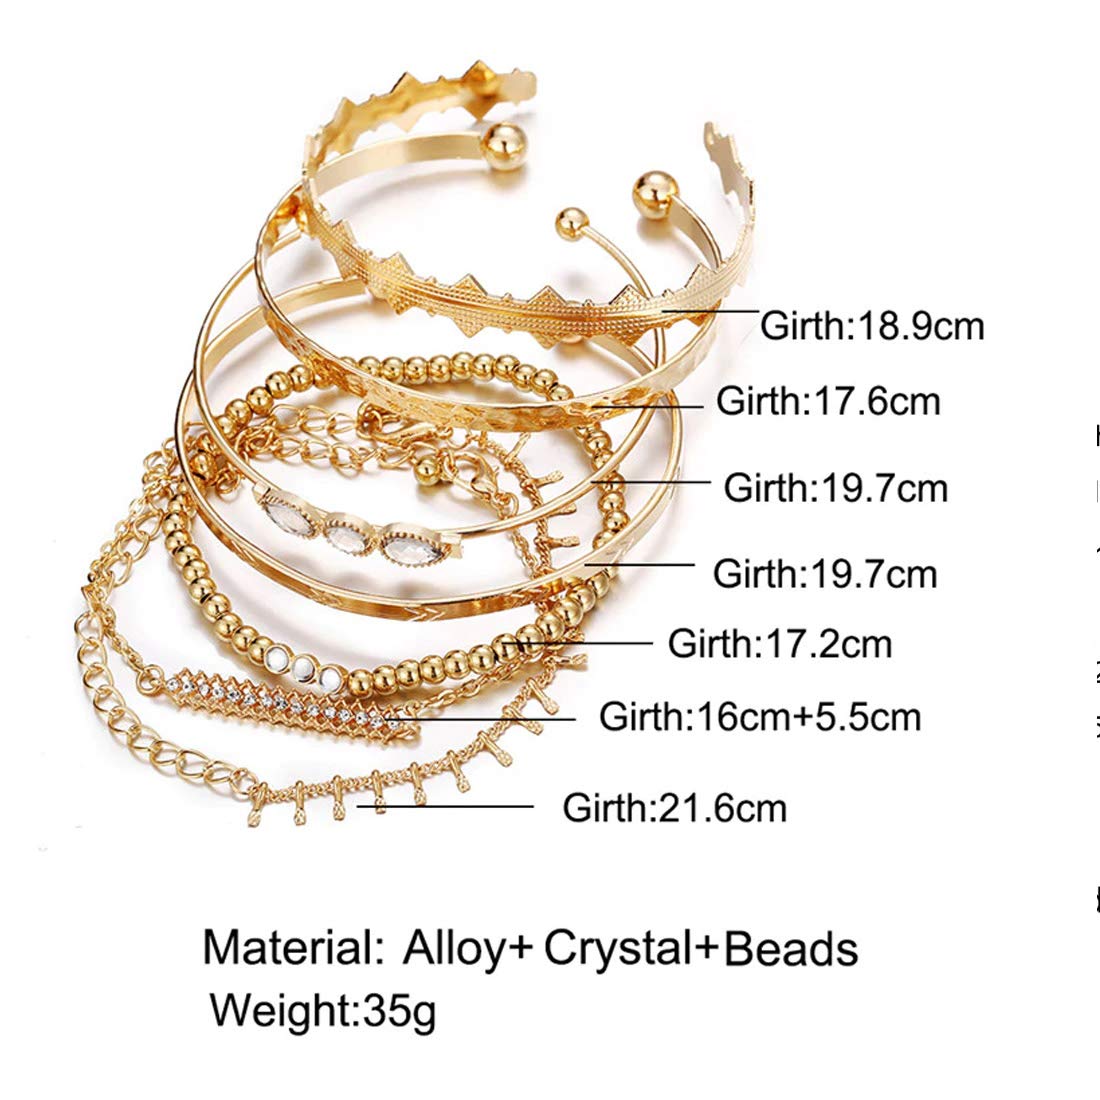 Girth:18.9cm
Girth:17.6cm
Girth:19.7cm
Girth:19.7cm
Girth:17.2cm
Girth:16cm+5.5cm
Girth:21.6cm
Material: Alloy+ Crystal+Beads
Weight:35g